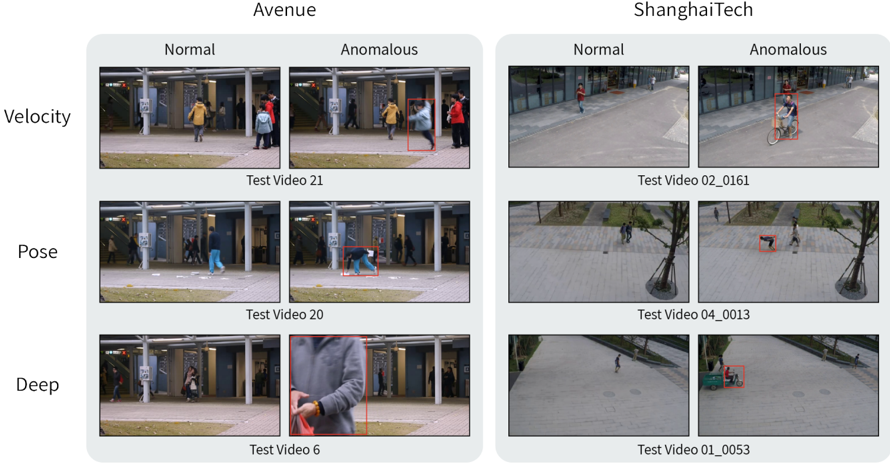 Avenue
ShanghaiTech
Normal
Anomalous
Normal
Anomalous
Velocity
Test Video 21
Test Video 02_0161
Pose
Test Video 20
Test Video 04_0013
Deep
Test Video 6
Test Video 01_0053